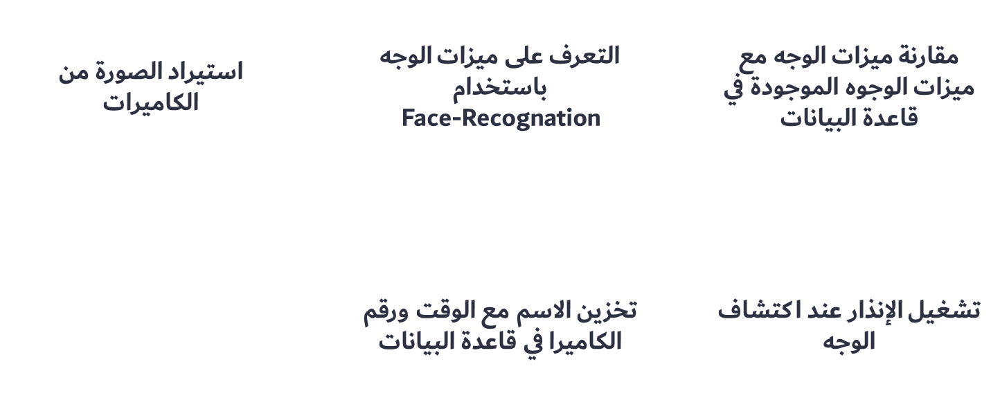 استيراد الصورة من
الكاميرات
التعرف على ميزات الوجه
باستخدام
Face-Recognation
مقارنة ميزات الوجه مع
ميزات الوجوه الموجودة في
قاعدة البيانات
تشغيل الإنذار عند اكتشاف
الوجه
تخزين الاسم مع الوقت ورقم
الكاميرا في قاعدة البيانات